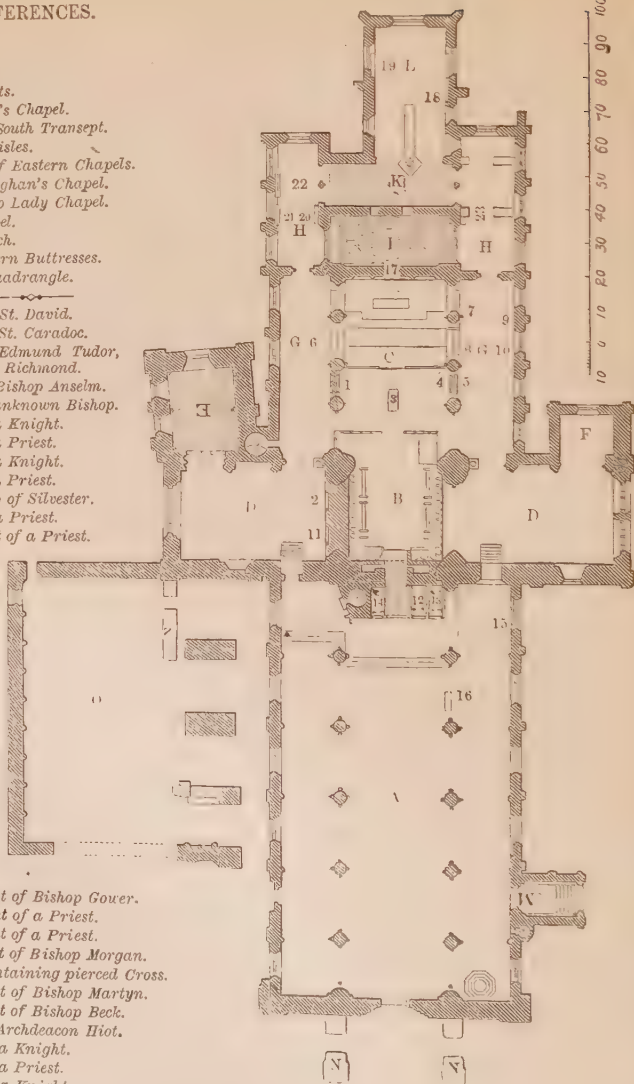 FERENCES.
ts.
's Chapel.
South Transept.
isles.
f Eastern Chapels.
ghan's Chapel.
o Lady Chapel.
el.
ch.
rn Buttresses.
uadrangle.
St. David.
St. Caradoc.
Edmund Tudor,
Richmond.
Bishop Anselm.
nknown Bishop.
a Knight.
a Priest.
a Knight.
a Priest.
of Silvester.
a Priest.
t of a Priest.
t of Bishop Gower.
t of a Priest.
t of a Priest.
t of Bishop Morgan.
ntaining pierced Cross.
t of Bishop Martyn.
t of Bishop Beck.
Archdeacon Hiot.
a Knight.
a Priest.
a Knight.
19 L
18
22
K
21 20
23
H
I
H
17
7
G 6
9
C
8 G 10
1
3
4
5
E
F
D
2
B
D
11
14
12
13
15
16
O
A
M
N
N
100
90
80
70
60
50
40
30
20
10
0
10